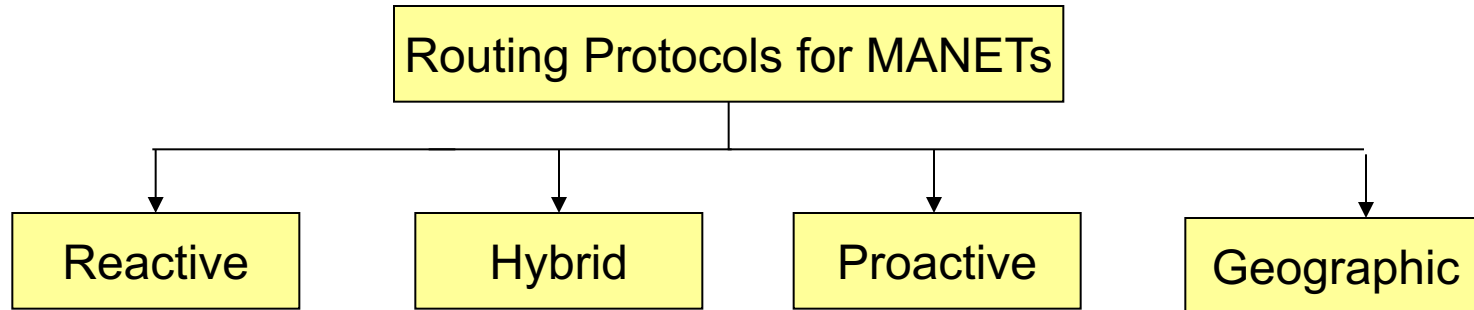 Routing Protocols for MANETs
Reactive
Hybrid
Proactive
Geographic